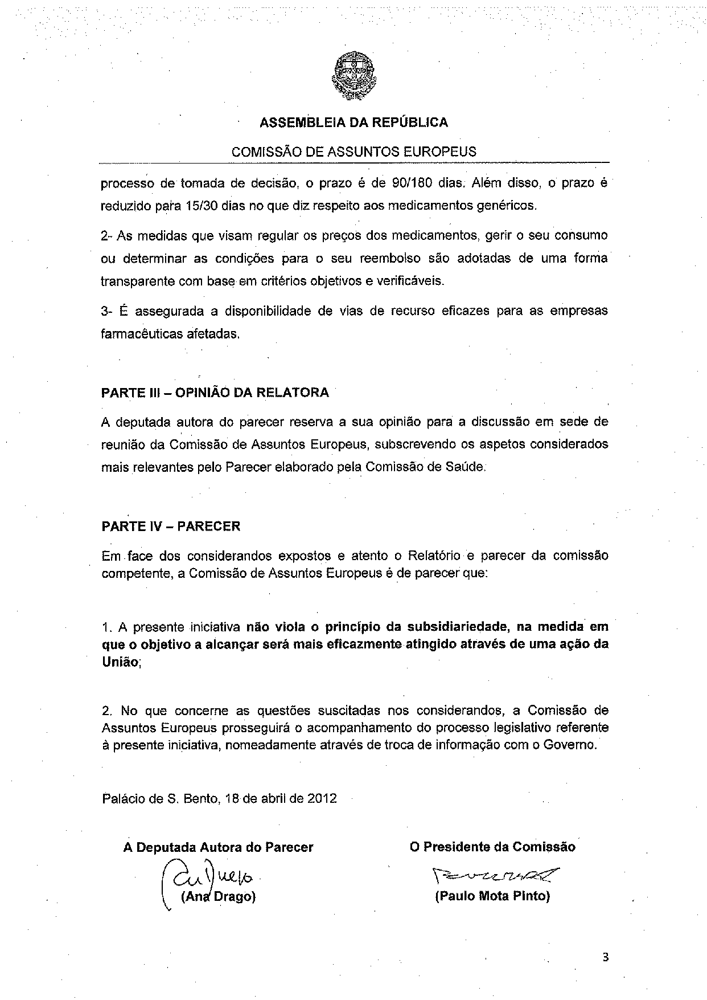 ASSEMBLEIA DA REPÚBLICA
COMISSÃO DE ASSUNTOS EUROPEUS
processo de tomada de decisão, o prazo é de 90/180 dias. Além disso, o prazo é
reduzido para 15/30 dias no que diz respeito aos medicamentos genéricos.
2- As medidas que visam regular os preços dos medicamentos, gerir o seu consumo
ou determinar as condições para o seu reembolso são adotadas de uma forma
transparente com base em critérios objetivos e verificáveis.
3- É assegurada a disponibilidade de vias de recurso eficazes para as empresas
farmacêuticas afetadas.
PARTE III – OPINIÃO DA RELATORA
A deputada autora do parecer reserva a sua opinião para a discussão em sede de
reunião da Comissão de Assuntos Europeus, subscrevendo os aspetos considerados
mais relevantes pelo Parecer elaborado pela Comissão de Saúde.
PARTE IV – PARECER
Em face dos considerandos expostos e atento o Relatório e parecer da comissão
competente, a Comissão de Assuntos Europeus é de parecer que:
1. A presente iniciativa não viola o princípio da subsidiariedade, na medida em
que o objetivo a alcançar será mais eficazmente atingido através de uma ação da
União;
2. No que concerne as questões suscitadas nos considerandos, a Comissão de
Assuntos Europeus prosseguirá o acompanhamento do processo legislativo referente
à presente iniciativa, nomeadamente através de troca de informação com o Governo.
Palácio de S. Bento, 18 de abril de 2012
A Deputada Autora do Parecer
O Presidente da Comissão
(Ana Drago)
(Paulo Mota Pinto)
3